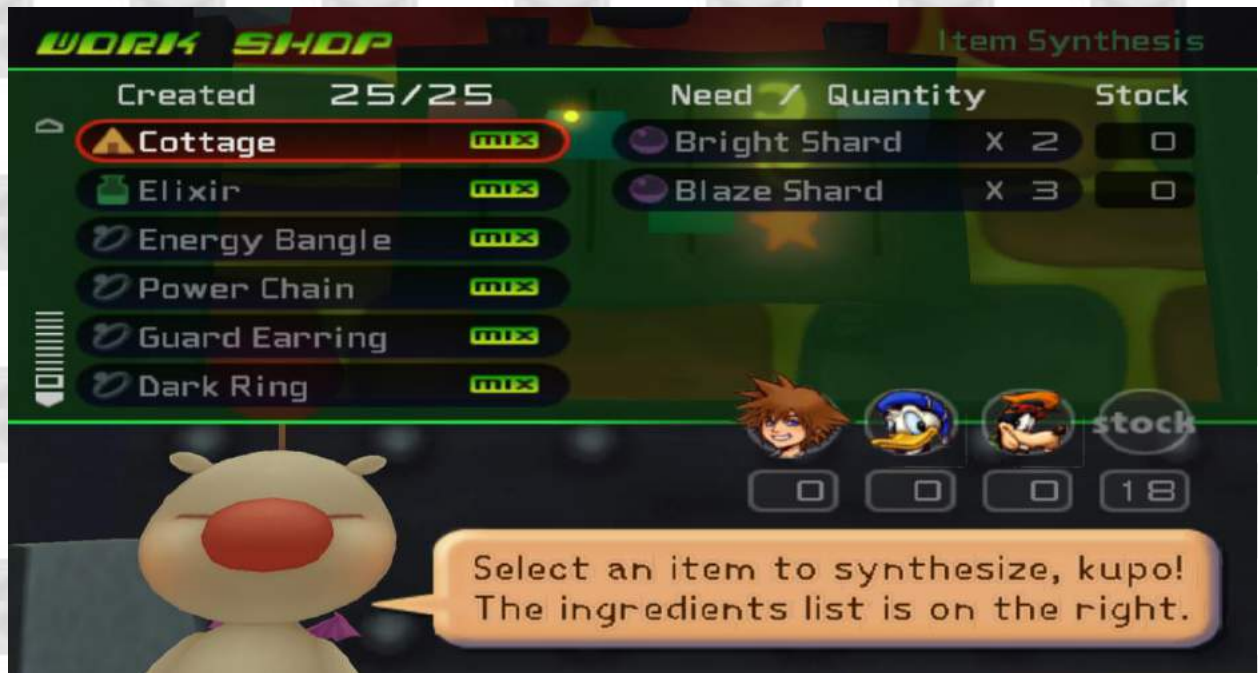 WORK SHOP Item Synthesis
Created 25/25 Need / Quantity Stock
Cottage mix Bright Shard X 2 0
Elixir mix Blaze Shard X 3 0
Energy Bangle mix
Power Chain mix
Guard Earring mix
Dark Ring mix
stock
0 0 0 18
Select an item to synthesize, kupo!
The ingredients list is on the right.